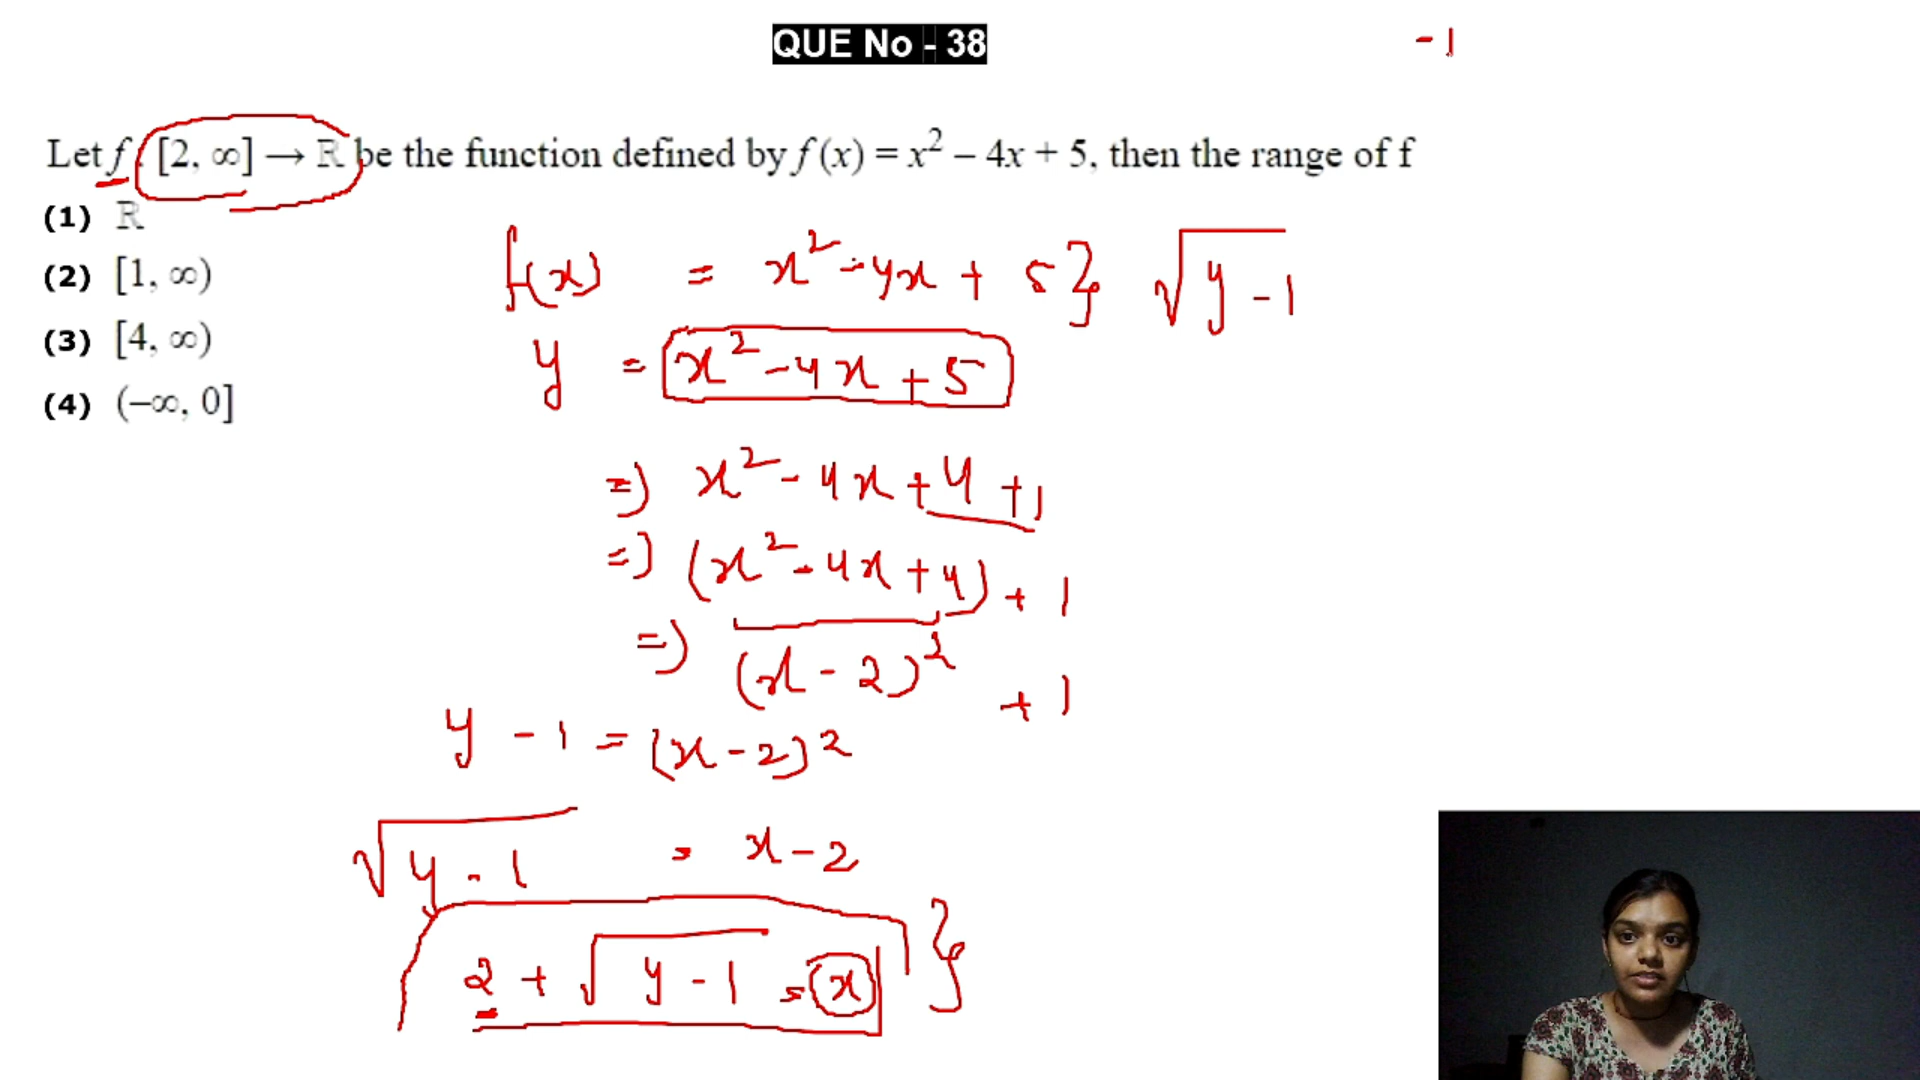 QUE No - 38
-1
Let f : [2, ∞] → ℝ be the function defined by f (x) = x² – 4x + 5, then the range of f
(1) ℝ
(2) [1, ∞)
(3) [4, ∞)
(4) (–∞, 0]
f(x) = x² - 4x + 5} √(y - 1)
y = x² - 4x + 5
=) x² - 4x + 4 + 1
=) (x² - 4x + 4) + 1
=) (x - 2)² + 1
y - 1 = (x - 2)²
√(y - 1) = x - 2
2 + √(y - 1) = x }